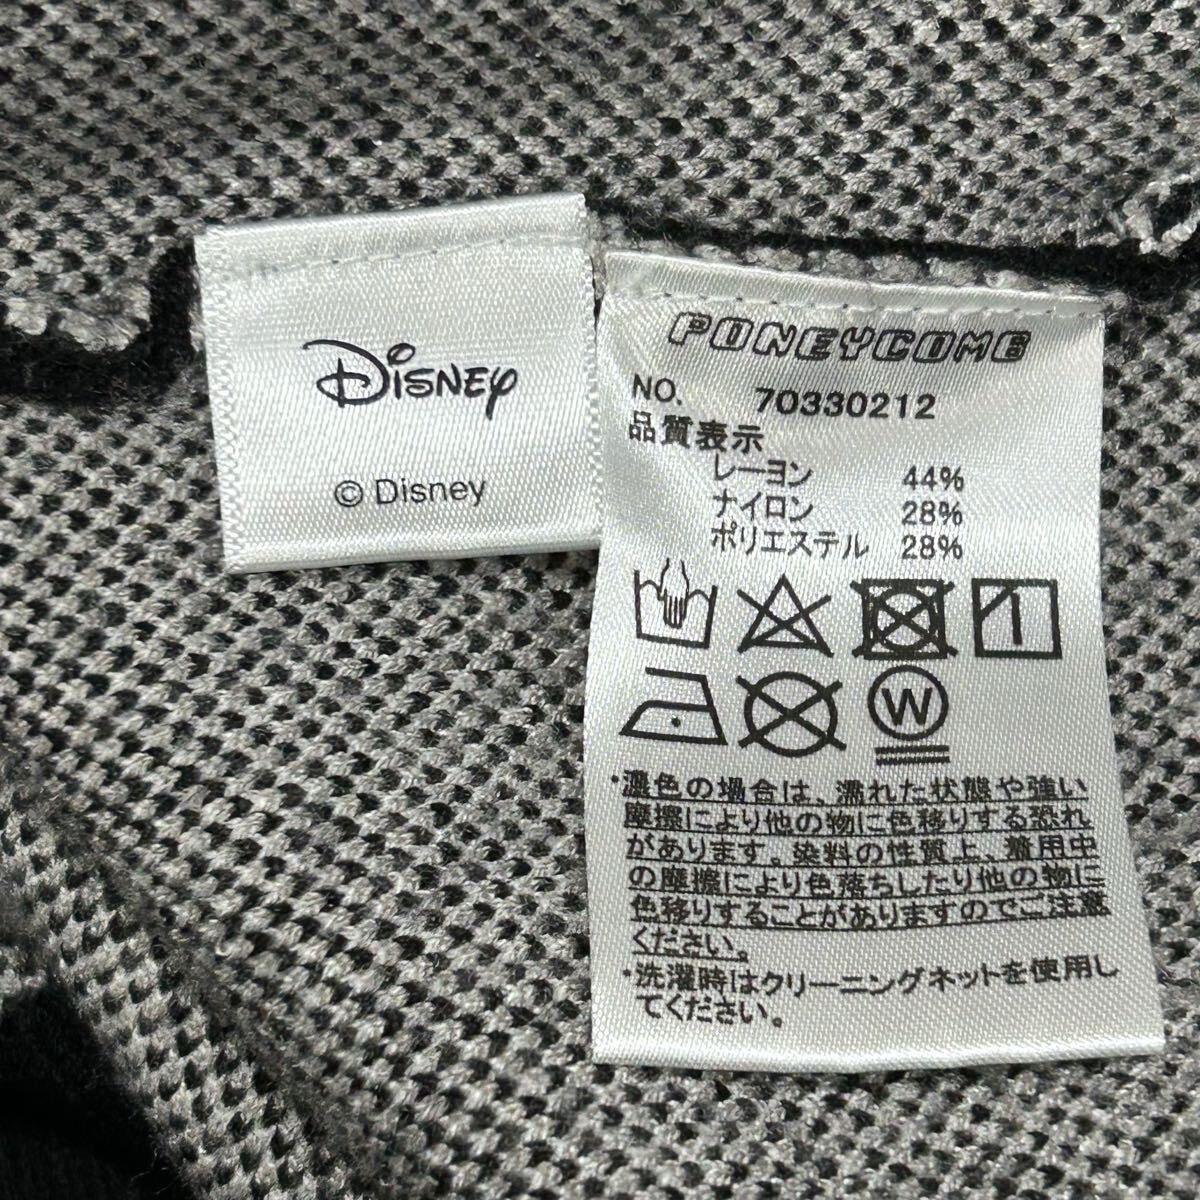 DISNEY
© Disney
PONEYCOMB
NO. 70330212
品質表示
レーヨン 44%
ナイロン 28%
ポリエステル 28%
1
W
・濃色の場合は、濡れた状態や強い
摩擦により他の物に色移りする恐れ
があります。染料の性質上、着用中
の摩擦により色落ちしたり他の物に
色移りすることがありますのでご注意
ください。
・洗濯時はクリーニングネットを使用し
てください。